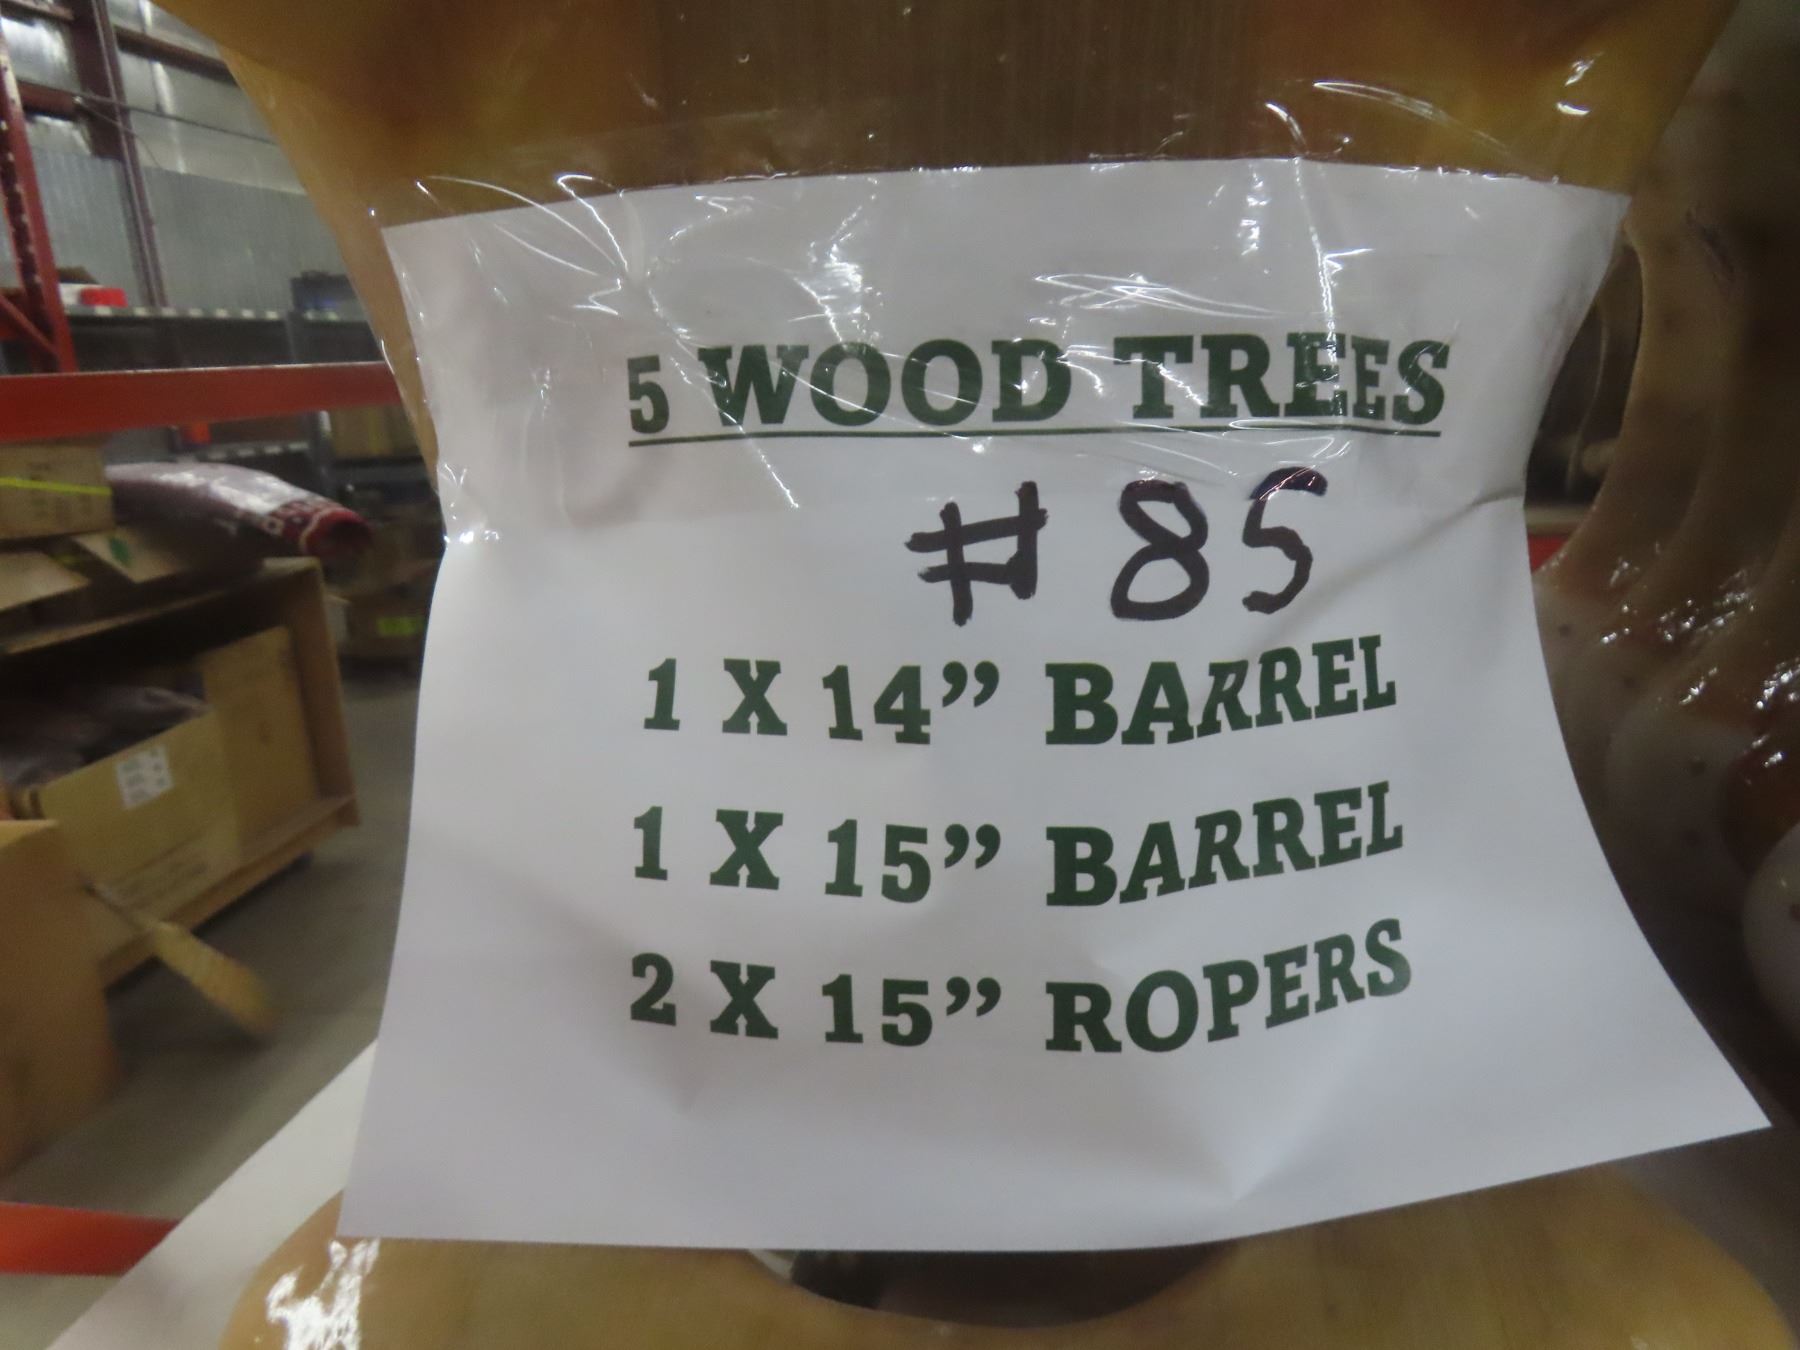 5 WOOD TREES
# 85
1 X 14” BARREL
1 X 15” BARREL
2 X 15” ROPERS